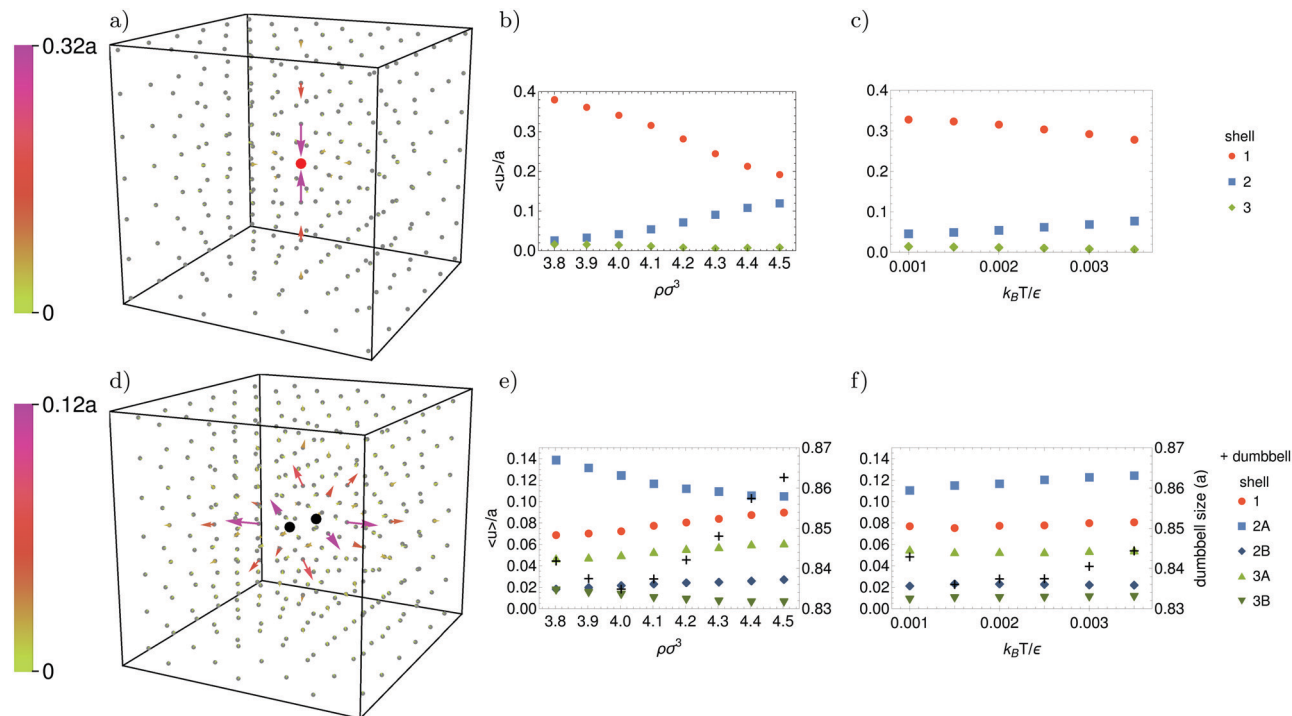 a)
0.32a
0
b)
<u>/a
0.4
0.3
0.2
0.1
0.0
3.8 3.9 4.0 4.1 4.2 4.3 4.4 4.5
ρσ³
c)
0.4
0.3
0.2
0.1
0.0
0.001 0.002 0.003
k_BT/ϵ
shell
1
2
3
d)
0.12a
0
e)
<u>/a
0.14
0.12
0.10
0.08
0.06
0.04
0.02
0.00
0.87
0.86
0.85
0.84
0.83
3.8 3.9 4.0 4.1 4.2 4.3 4.4 4.5
ρσ³
f)
0.14
0.12
0.10
0.08
0.06
0.04
0.02
0.00
0.87
0.86
0.85
0.84
0.83
dumbbell size (a)
0.001 0.002 0.003
k_BT/ϵ
+ dumbbell
shell
1
2A
2B
3A
3B